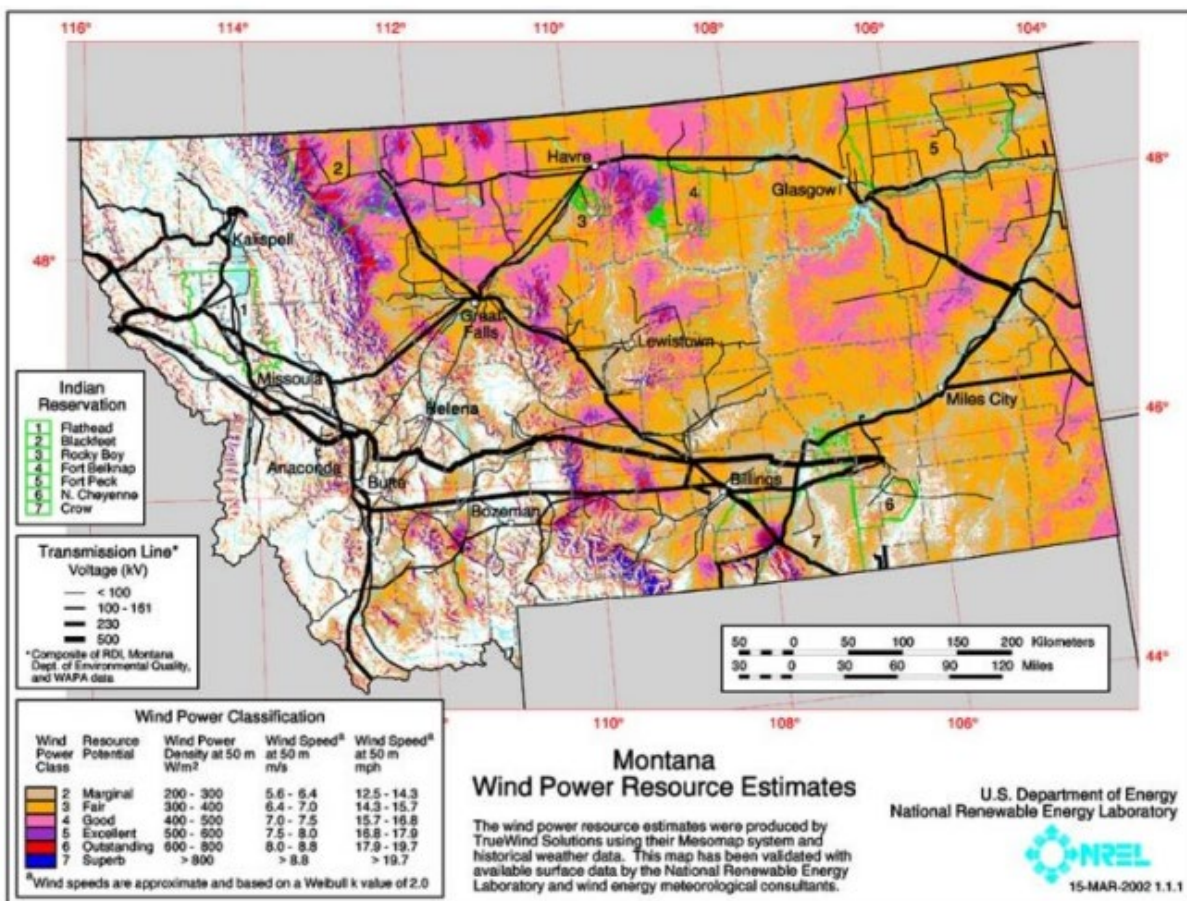 116°
114°
112°
110°
108°
106°
104°
2
Havre
5
48°
4
Glasgow
3
Kalispell
48°
1
Great
Falls
Lewistown
Missoula
Helena
Miles City
46°
Anaconda
Butte
Billings
Bozeman
6
7
Indian
Reservation
1 Flathead
2 Blackfeet
3 Rocky Boy
4 Fort Belknap
5 Fort Peck
6 N. Cheyenne
7 Crow
Transmission Line*
Voltage (kV)
< 100
100 - 161
230
500
*Composite of RDI, Montana
Dept. of Environmental Quality,
and WAPA data
50 0 50 100 150 200 Kilometers
30 0 30 60 90 120 Miles
44°
110°
108°
106°
Wind Power Classification
Wind Resource Wind Power Wind Speedᵃ Wind Speedᵃ
Power Potential Density at 50 m at 50 m at 50 m
Class W/m² m/s mph
2 Marginal 200 - 300 5.6 - 6.4 12.5 - 14.3
3 Fair 300 - 400 6.4 - 7.0 14.3 - 15.7
4 Good 400 - 500 7.0 - 7.5 15.7 - 16.8
5 Excellent 500 - 600 7.5 - 8.0 16.8 - 17.9
6 Outstanding 600 - 800 8.0 - 8.8 17.9 - 19.7
7 Superb > 800 > 8.8 > 19.7
ᵃWind speeds are approximate and based on a Weibull k value of 2.0
Montana
Wind Power Resource Estimates
The wind power resource estimates were produced by
TrueWind Solutions using their Mesomap system and
historical weather data. This map has been validated with
available surface data by the National Renewable Energy
Laboratory and wind energy meteorological consultants.
U.S. Department of Energy
National Renewable Energy Laboratory
NREL
15-MAR-2002 1.1.1